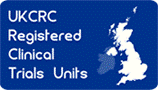 UKCRC
Registered
Clinical
Trials Units